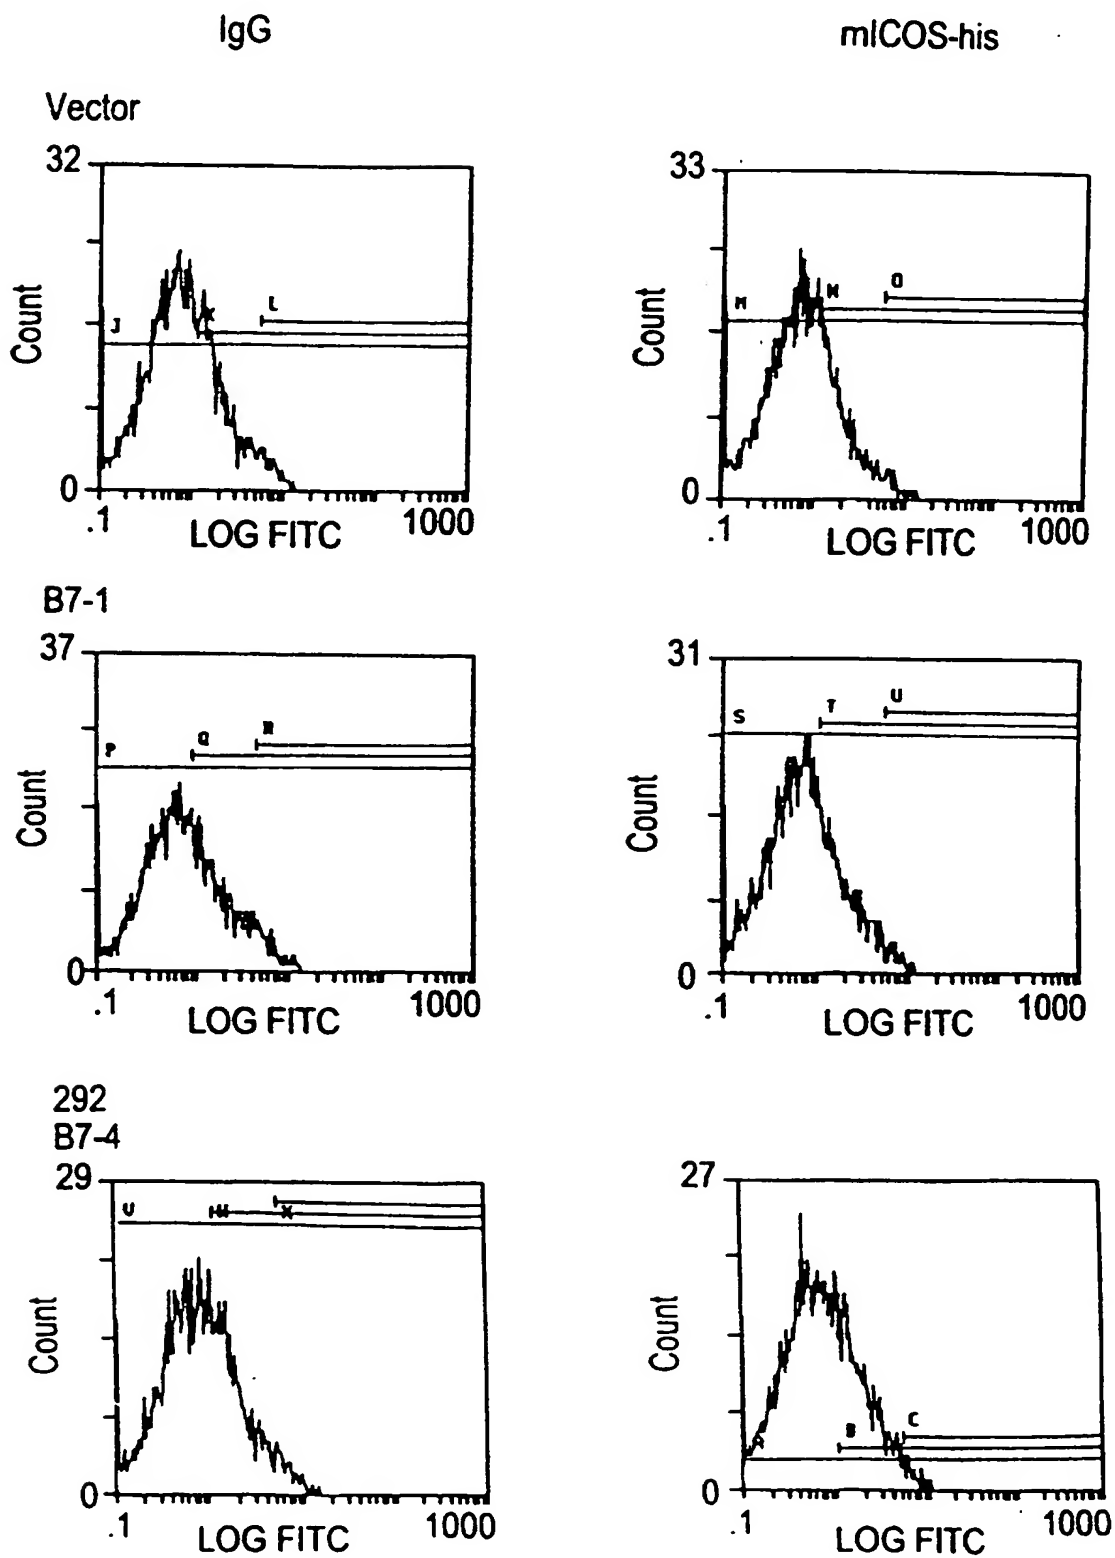 IgG
mICOS-his
Vector
32
Count
J
K
L
0
.1
1000
LOG FITC
33
Count
M
N
O
0
.1
1000
LOG FITC
B7-1
37
Count
P
Q
R
0
.1
1000
LOG FITC
31
Count
S
T
U
0
.1
1000
LOG FITC
292
B7-4
29
Count
V
W
X
0
.1
1000
LOG FITC
27
Count
A
B
C
0
.1
1000
LOG FITC